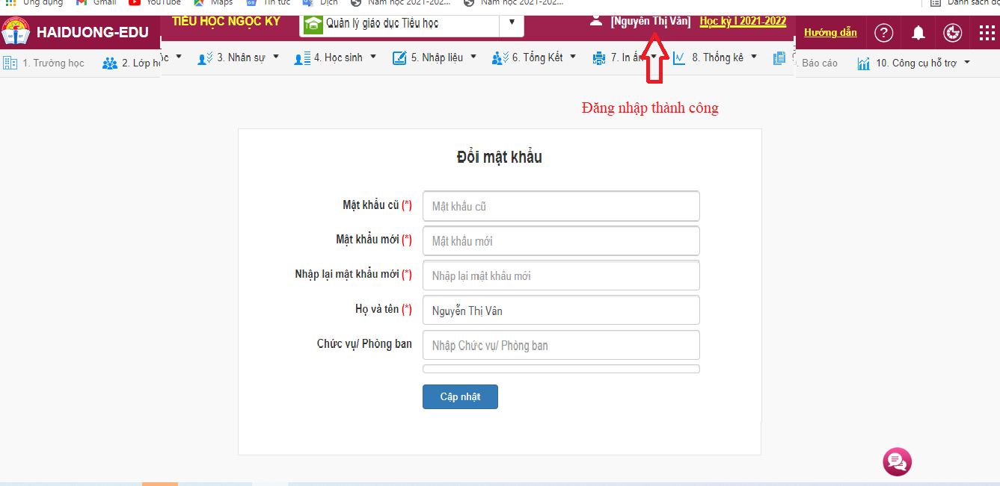 Ứng dụng Gmail YouTube Maps Tin tức Dịch Năm học 2021-202... Năm học 2021-202... Danh sách đọ
HAIDUONG-EDU TIỂU HỌC NGỌC KỲ Quản lý giáo dục Tiểu học [Nguyễn Thị Vân] Học kỳ I 2021-2022 Hướng dẫn
1. Trường học 2. Lớp họ 3. Nhân sự 4. Học sinh 5. Nhập liệu 6. Tổng Kết 7. In ấn 8. Thống kê Báo cáo 10. Công cụ hỗ trợ
Đăng nhập thành công
Đổi mật khẩu
Mật khẩu cũ (*) Mật khẩu cũ
Mật khẩu mới (*) Mật khẩu mới
Nhập lại mật khẩu mới (*) Nhập lại mật khẩu mới
Họ và tên (*) Nguyễn Thị Vân
Chức vụ/ Phòng ban Nhập Chức vụ/ Phòng ban
Cập nhật